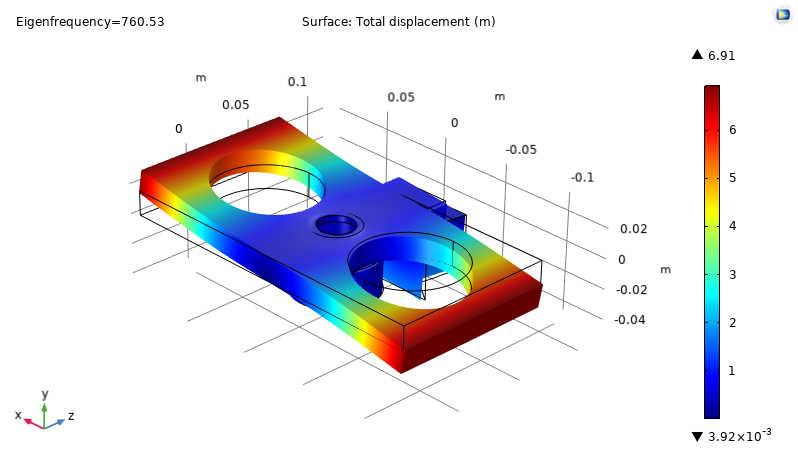 Eigenfrequency=760.53
Surface: Total displacement (m)
m
0.1
0.05
0
0.05
m
0
-0.05
-0.1
0.02
0
m
-0.02
-0.04
▲ 6.91
6
5
4
3
2
1
▼ 3.92×10⁻³
y
x
z